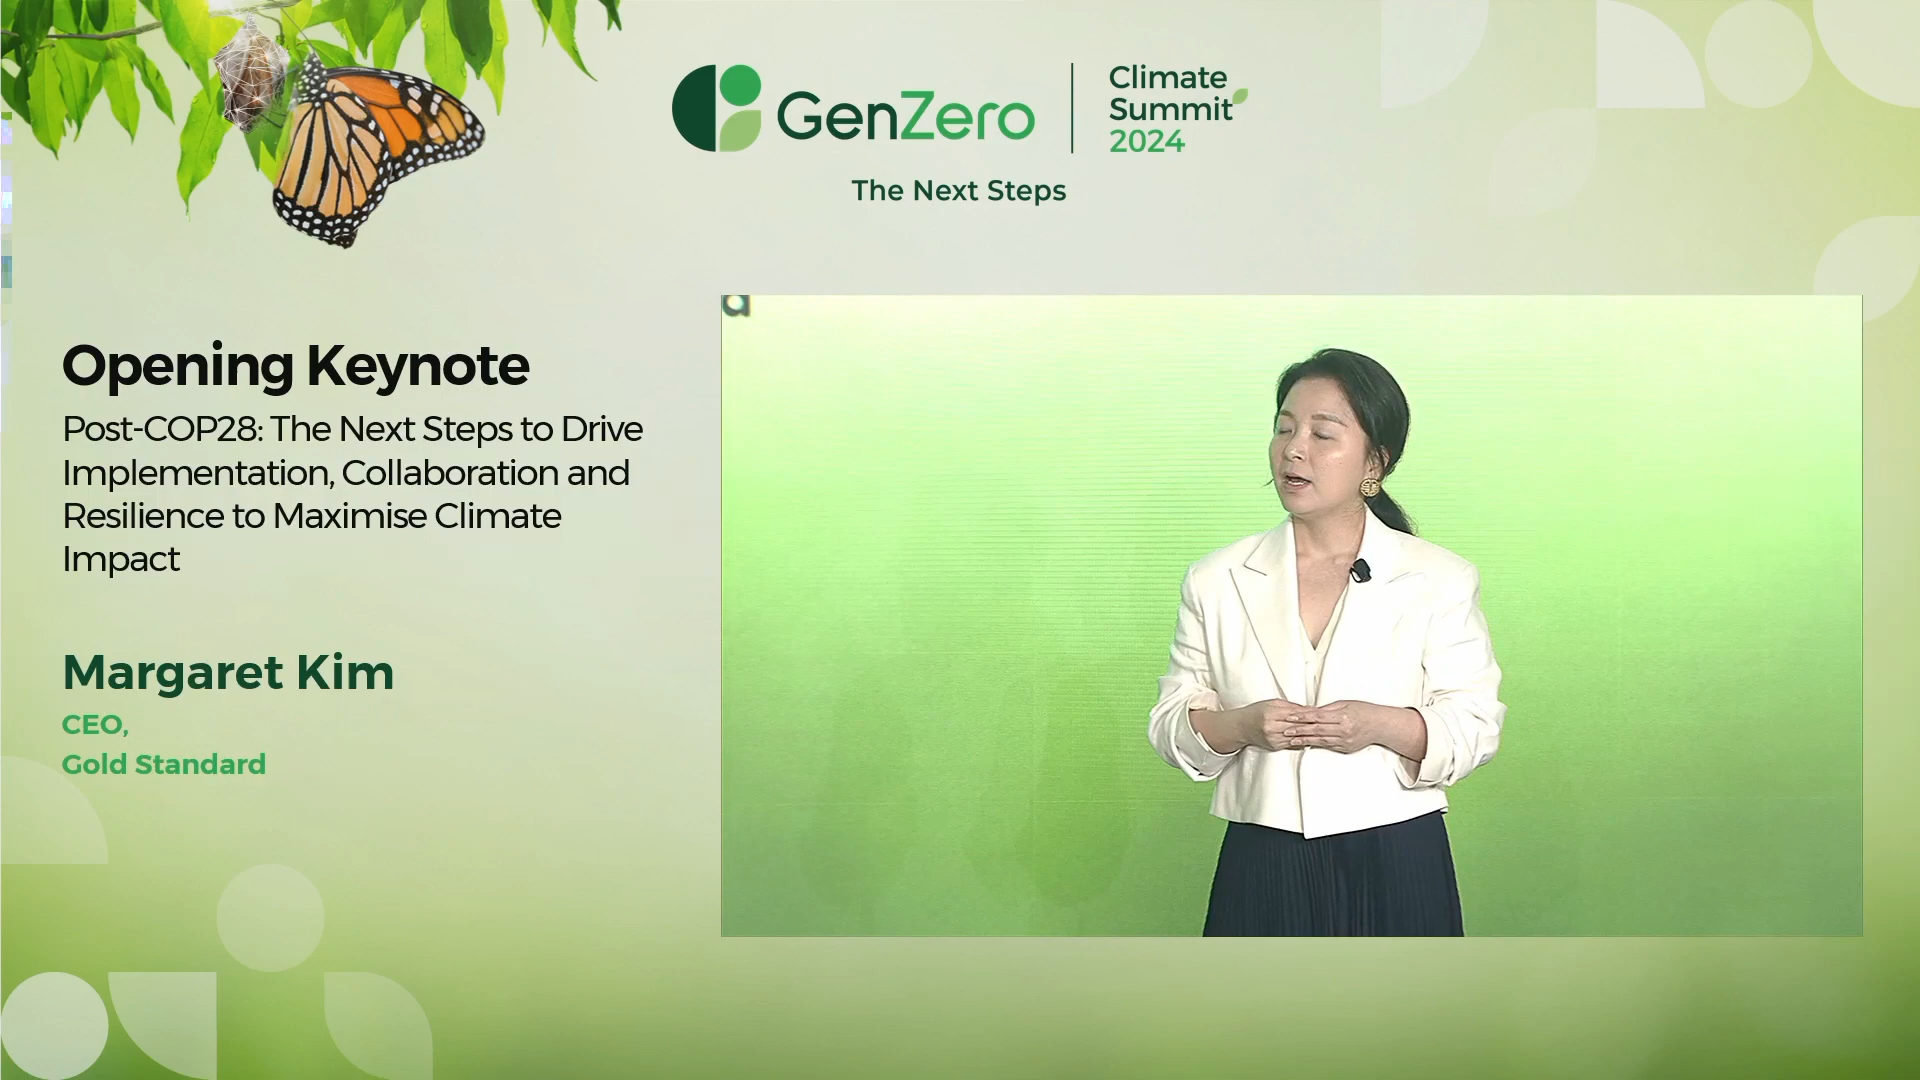 GenZero
Climate
Summit
2024
The Next Steps
Opening Keynote
Post-COP28: The Next Steps to Drive
Implementation, Collaboration and
Resilience to Maximise Climate
Impact
Margaret Kim
CEO,
Gold Standard